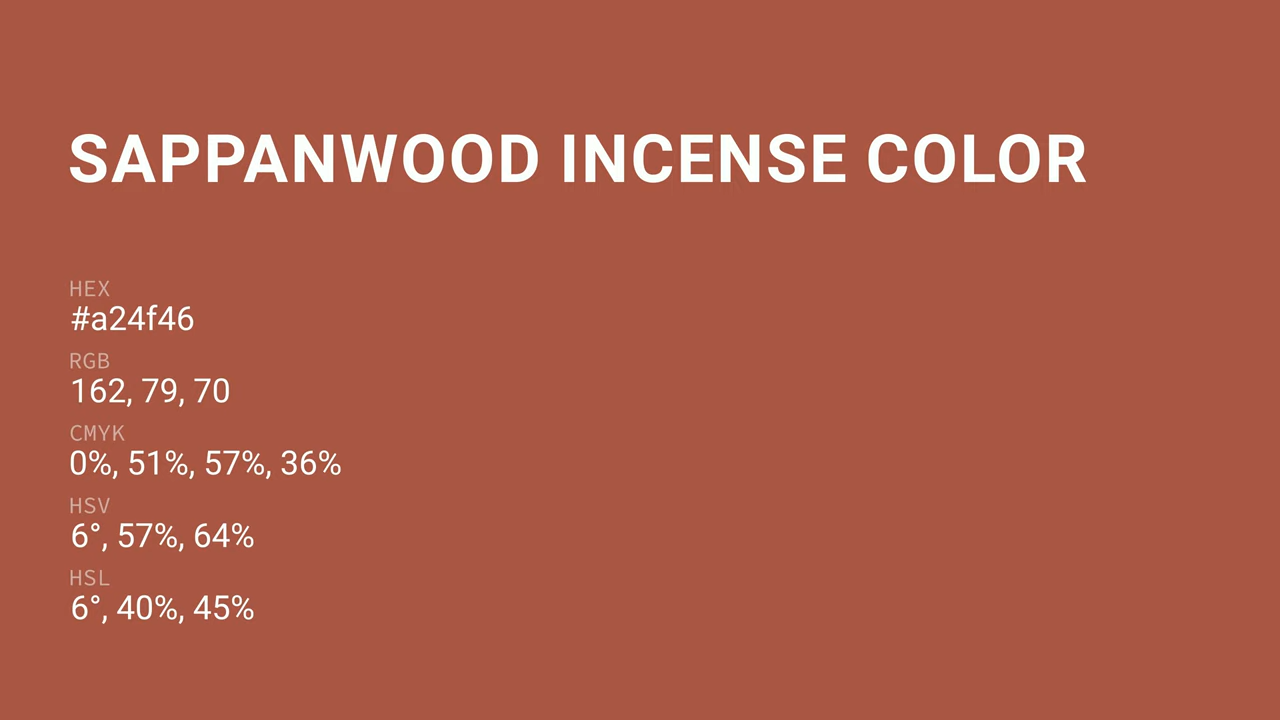 SAPPANWOOD INCENSE COLOR
HEX
#a24f46
RGB
162, 79, 70
CMYK
0%, 51%, 57%, 36%
HSV
6°, 57%, 64%
HSL
6°, 40%, 45%